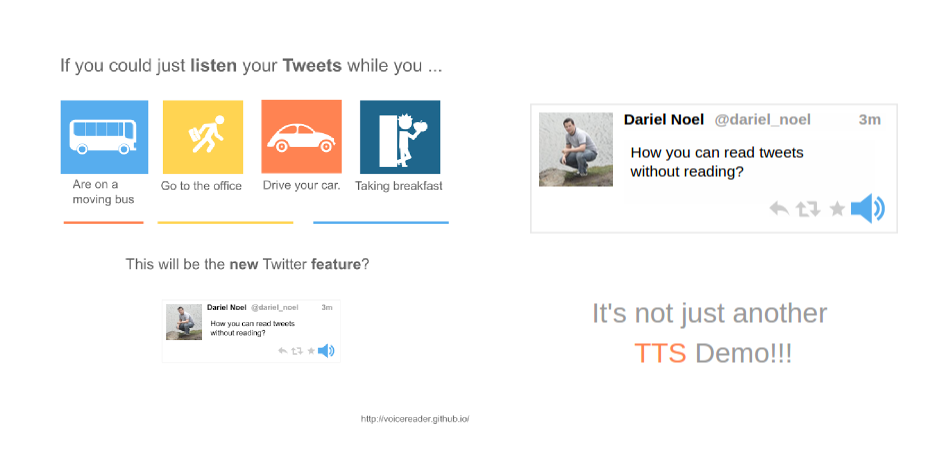 If you could just listen your Tweets while you ...
Are on a
moving bus
Go to the office
Drive your car.
Taking breakfast
This will be the new Twitter feature?
Dariel Noel @dariel_noel 3m
How you can read tweets
without reading?
http://voicereader.github.io/
Dariel Noel @dariel_noel 3m
How you can read tweets
without reading?
It's not just another
TTS Demo!!!